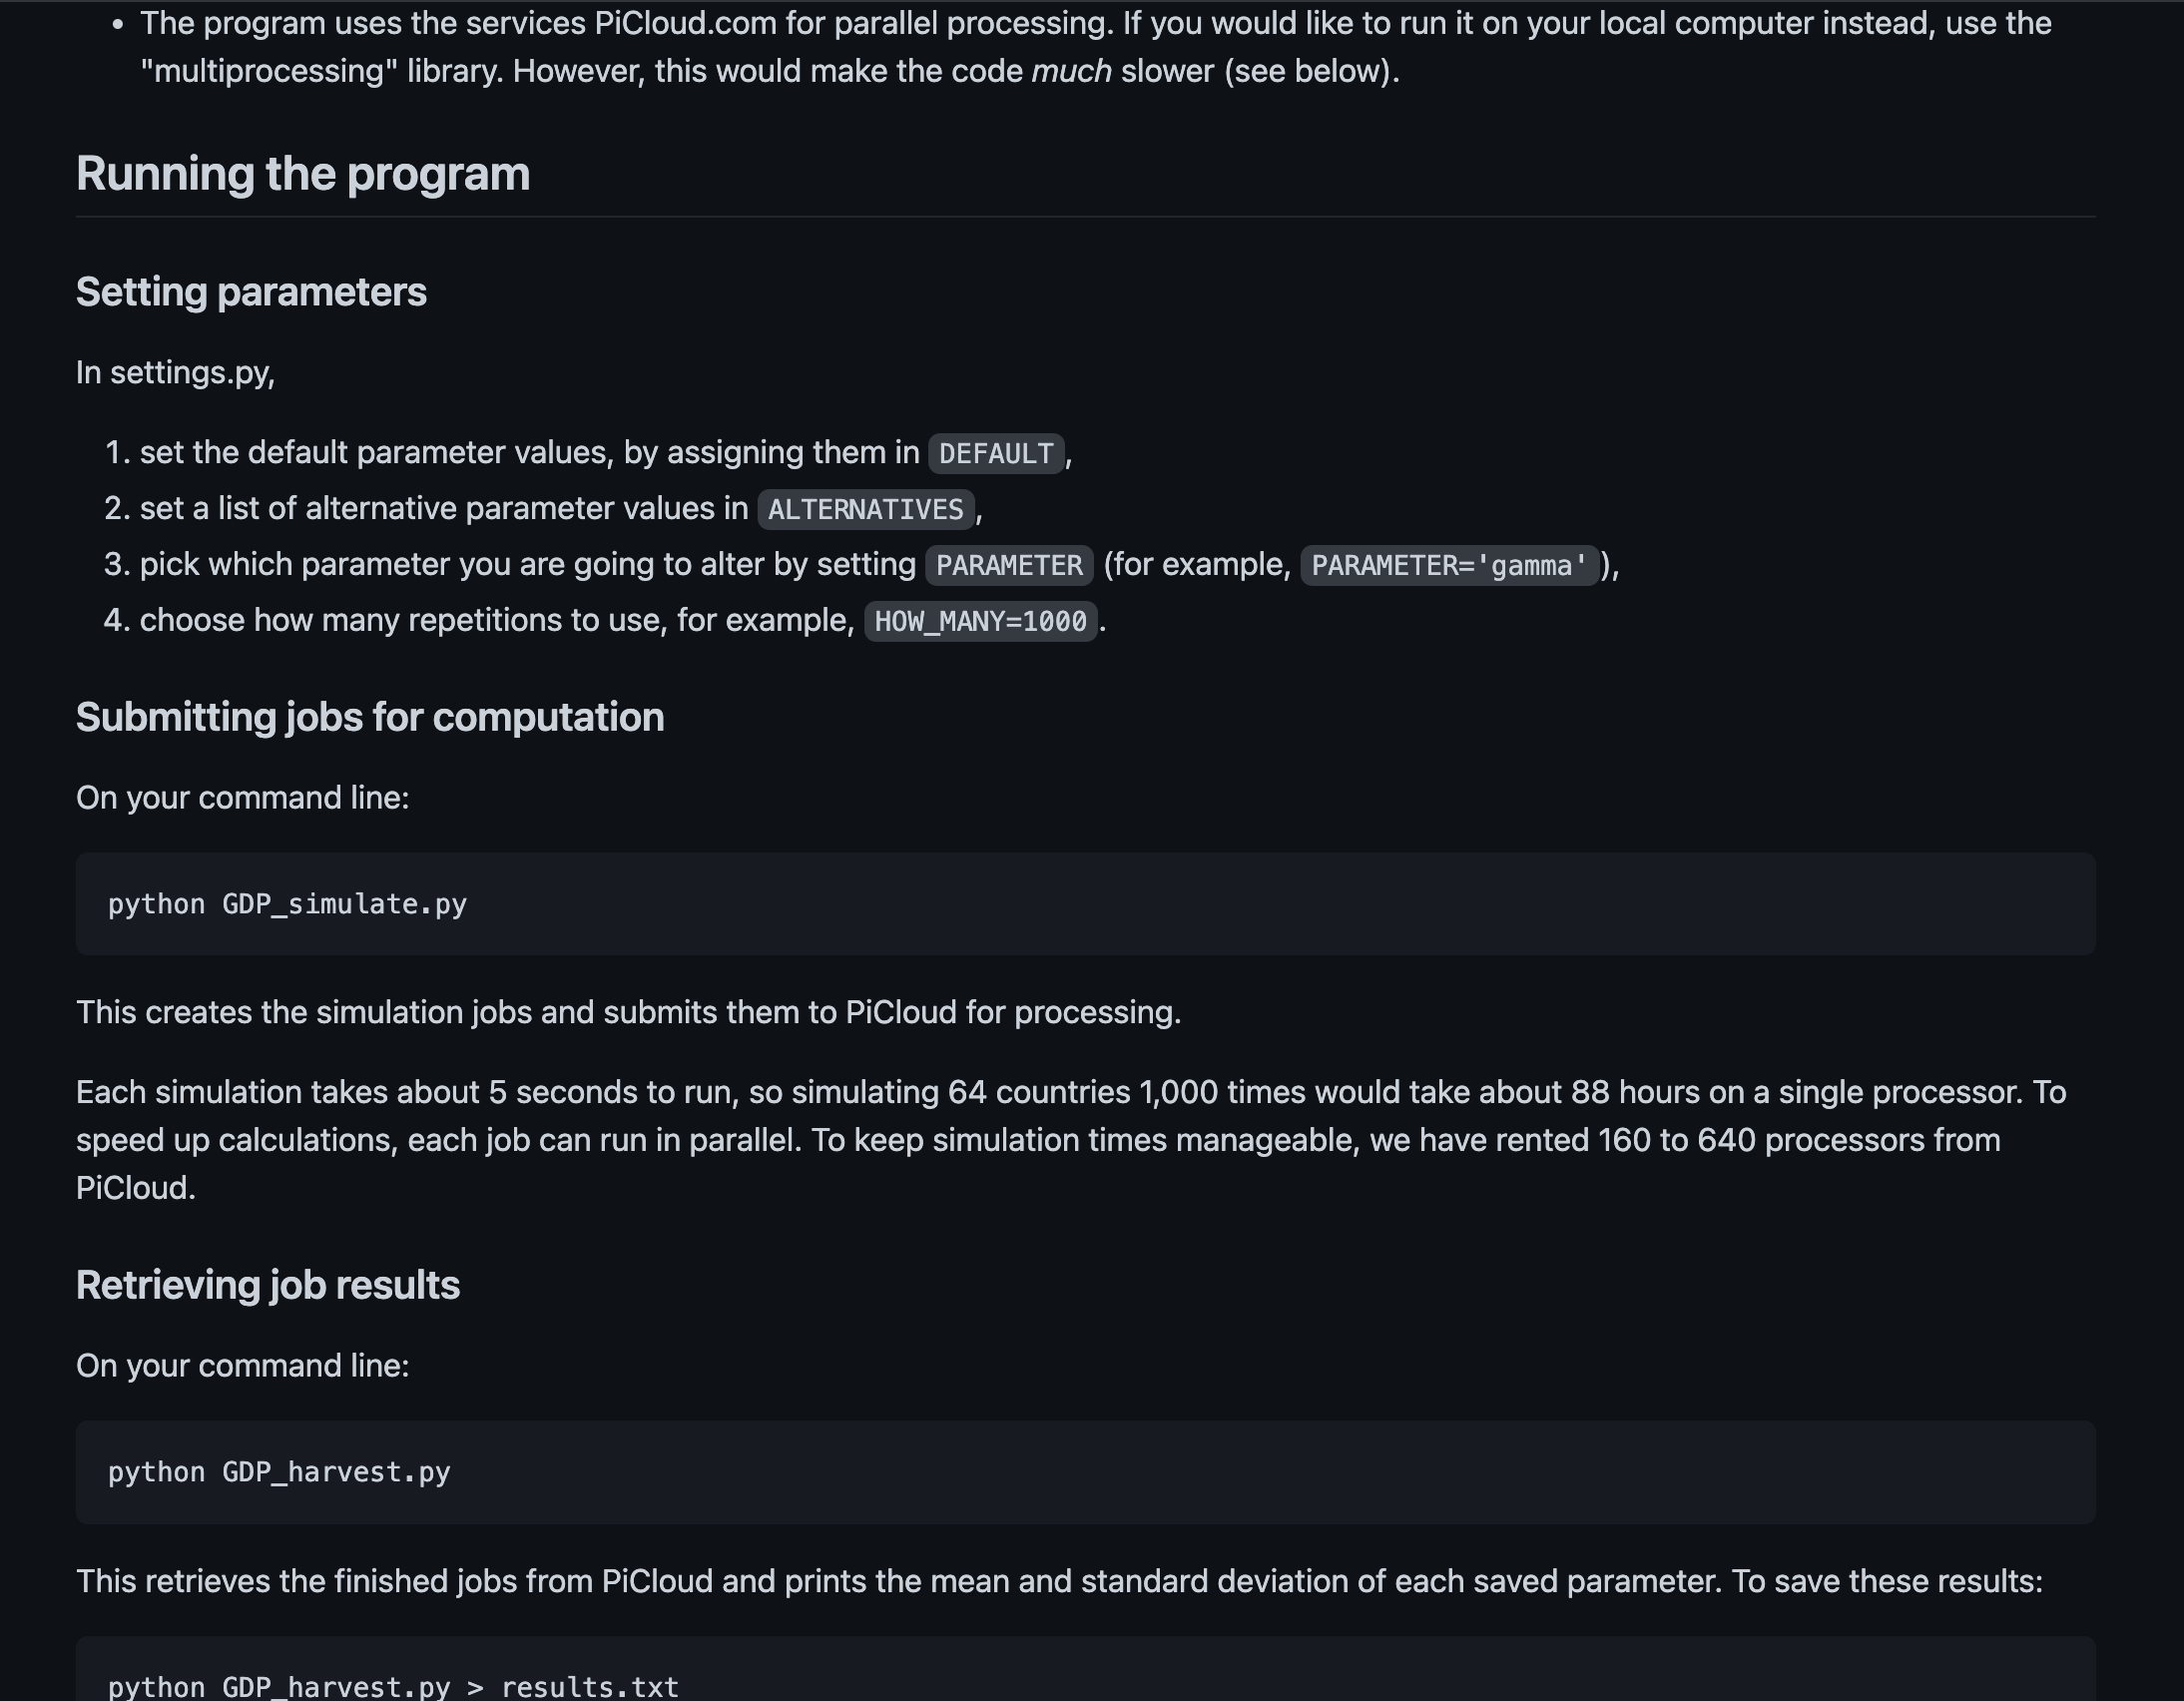 • The program uses the services PiCloud.com for parallel processing. If you would like to run it on your local computer instead, use the
"multiprocessing" library. However, this would make the code much slower (see below).
Running the program
Setting parameters
In settings.py,
1. set the default parameter values, by assigning them in DEFAULT,
2. set a list of alternative parameter values in ALTERNATIVES,
3. pick which parameter you are going to alter by setting PARAMETER (for example, PARAMETER='gamma'),
4. choose how many repetitions to use, for example, HOW_MANY=1000.
Submitting jobs for computation
On your command line:
python GDP_simulate.py
This creates the simulation jobs and submits them to PiCloud for processing.
Each simulation takes about 5 seconds to run, so simulating 64 countries 1,000 times would take about 88 hours on a single processor. To
speed up calculations, each job can run in parallel. To keep simulation times manageable, we have rented 160 to 640 processors from
PiCloud.
Retrieving job results
On your command line:
python GDP_harvest.py
This retrieves the finished jobs from PiCloud and prints the mean and standard deviation of each saved parameter. To save these results:
python GDP_harvest.py > results.txt